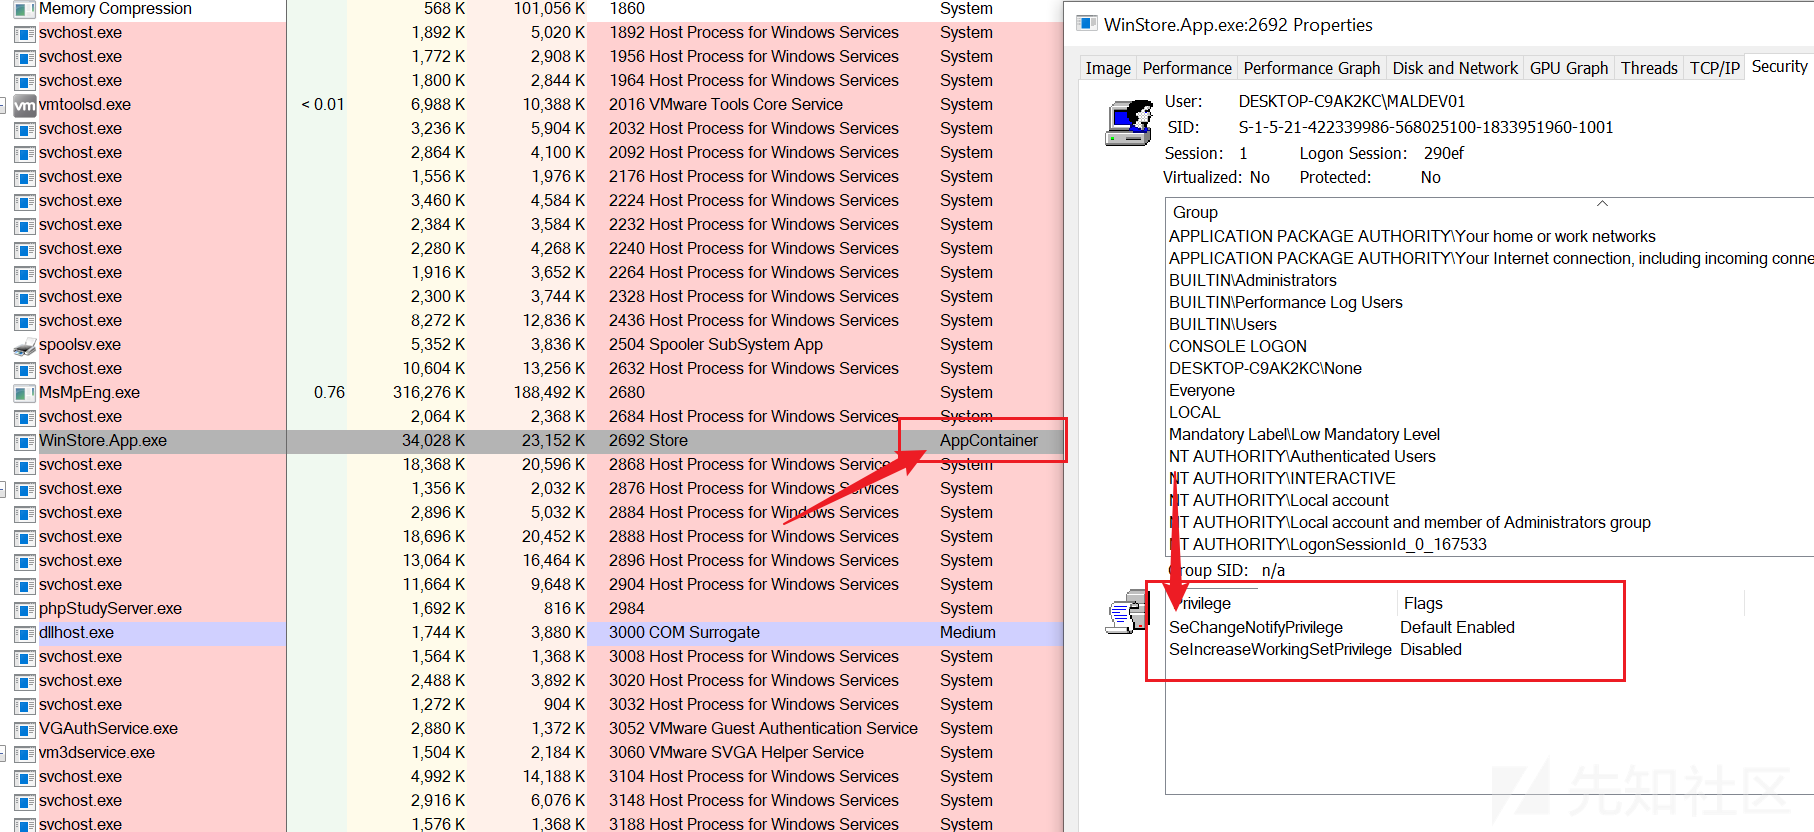 Memory Compression 568 K 101,056 K 1860 System
svchost.exe 1,892 K 5,020 K 1892 Host Process for Windows Services System
svchost.exe 1,772 K 2,908 K 1956 Host Process for Windows Services System
svchost.exe 1,800 K 2,844 K 1964 Host Process for Windows Services System
vm vmtoolsd.exe < 0.01 6,988 K 10,388 K 2016 VMware Tools Core Service System
svchost.exe 3,236 K 5,904 K 2032 Host Process for Windows Services System
svchost.exe 2,864 K 4,100 K 2092 Host Process for Windows Services System
svchost.exe 1,556 K 1,976 K 2176 Host Process for Windows Services System
svchost.exe 3,460 K 4,584 K 2224 Host Process for Windows Services System
svchost.exe 2,384 K 3,584 K 2232 Host Process for Windows Services System
svchost.exe 2,280 K 4,268 K 2240 Host Process for Windows Services System
svchost.exe 1,916 K 3,652 K 2264 Host Process for Windows Services System
svchost.exe 2,300 K 3,744 K 2328 Host Process for Windows Services System
svchost.exe 8,272 K 12,836 K 2436 Host Process for Windows Services System
spoolsv.exe 5,352 K 3,836 K 2504 Spooler SubSystem App System
svchost.exe 10,604 K 13,256 K 2632 Host Process for Windows Services System
MsMpEng.exe 0.76 316,276 K 188,492 K 2680 System
svchost.exe 2,064 K 2,368 K 2684 Host Process for Windows Services System
WinStore.App.exe 34,028 K 23,152 K 2692 Store AppContainer
svchost.exe 18,368 K 20,596 K 2868 Host Process for Windows Services System
svchost.exe 1,356 K 2,032 K 2876 Host Process for Windows Services System
svchost.exe 2,896 K 5,032 K 2884 Host Process for Windows Services System
svchost.exe 18,696 K 20,452 K 2888 Host Process for Windows Services System
svchost.exe 13,064 K 16,464 K 2896 Host Process for Windows Services System
svchost.exe 11,664 K 9,648 K 2904 Host Process for Windows Services System
phpStudyServer.exe 1,692 K 816 K 2984 System
dllhost.exe 1,744 K 3,880 K 3000 COM Surrogate Medium
svchost.exe 1,564 K 1,368 K 3008 Host Process for Windows Services System
svchost.exe 2,488 K 3,892 K 3020 Host Process for Windows Services System
svchost.exe 1,272 K 904 K 3032 Host Process for Windows Services System
VGAuthService.exe 2,880 K 1,372 K 3052 VMware Guest Authentication Service System
vm3dservice.exe 1,504 K 2,184 K 3060 VMware SVGA Helper Service System
svchost.exe 4,992 K 14,188 K 3104 Host Process for Windows Services System
svchost.exe 2,916 K 6,076 K 3148 Host Process for Windows Services System
svchost.exe 1,576 K 1,368 K 3188 Host Process for Windows Services System
WinStore.App.exe:2692 Properties
Image Performance Performance Graph Disk and Network GPU Graph Threads TCP/IP Security
User: DESKTOP-C9AK2KC\MALDEV01
SID: S-1-5-21-422339986-568025100-1833951960-1001
Session: 1 Logon Session: 290ef
Virtualized: No Protected: No
Group
APPLICATION PACKAGE AUTHORITY\Your home or work networks
APPLICATION PACKAGE AUTHORITY\Your Internet connection, including incoming conne
BUILTIN\Administrators
BUILTIN\Performance Log Users
BUILTIN\Users
CONSOLE LOGON
DESKTOP-C9AK2KC\None
Everyone
LOCAL
Mandatory Label\Low Mandatory Level
NT AUTHORITY\Authenticated Users
NT AUTHORITY\INTERACTIVE
NT AUTHORITY\Local account
NT AUTHORITY\Local account and member of Administrators group
NT AUTHORITY\LogonSessionId_0_167533
Group SID: n/a
Privilege Flags
SeChangeNotifyPrivilege Default Enabled
SeIncreaseWorkingSetPrivilege Disabled
先知社区